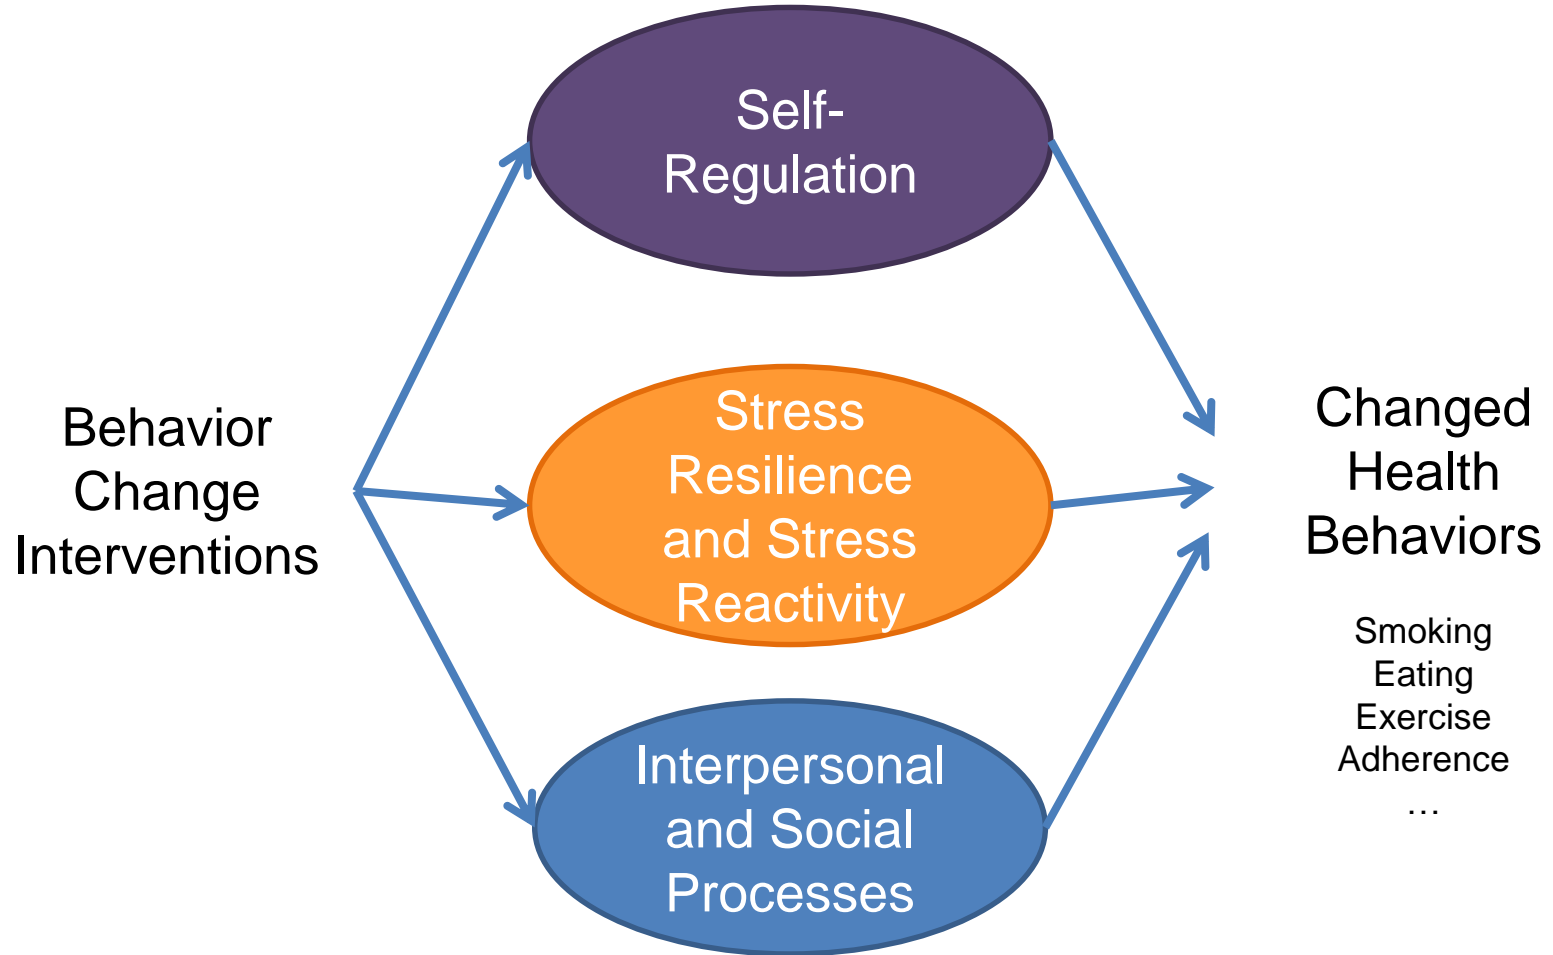 Behavior
Change
Interventions
Self-
Regulation
Stress
Resilience
and Stress
Reactivity
Interpersonal
and Social
Processes
Changed
Health
Behaviors
Smoking
Eating
Exercise
Adherence
…